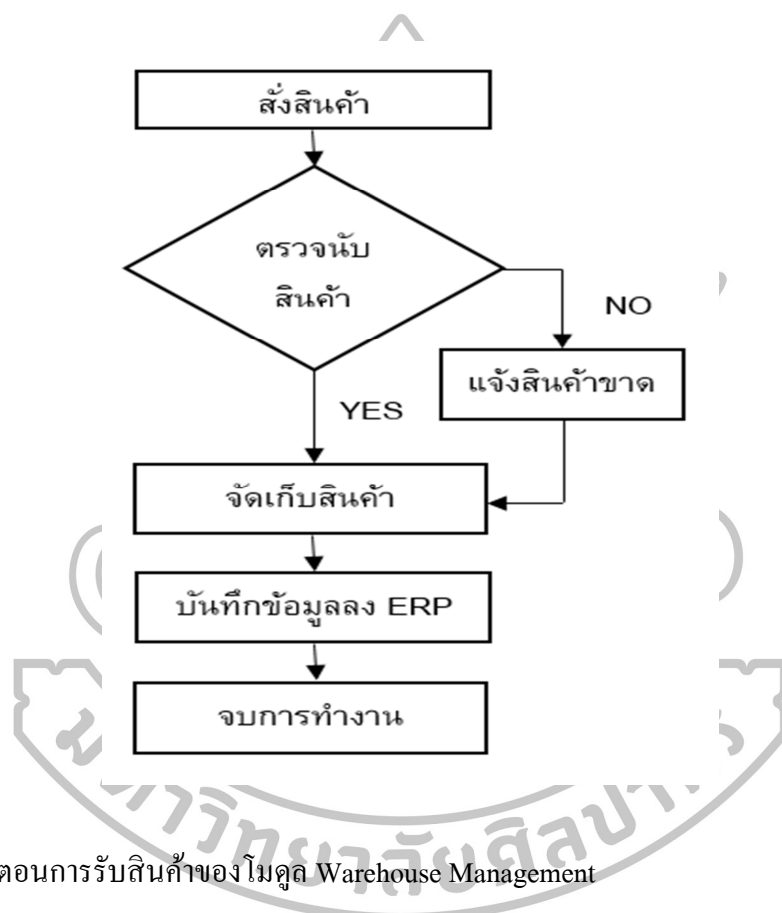 สั่งสินค้า
ตรวจนับ
สินค้า
NO
แจ้งสินค้าขาด
YES
จัดเก็บสินค้า
บันทึกข้อมูลลง ERP
จบการทำงาน
ตอนการรับสินค้าของโมดูล Warehouse Management